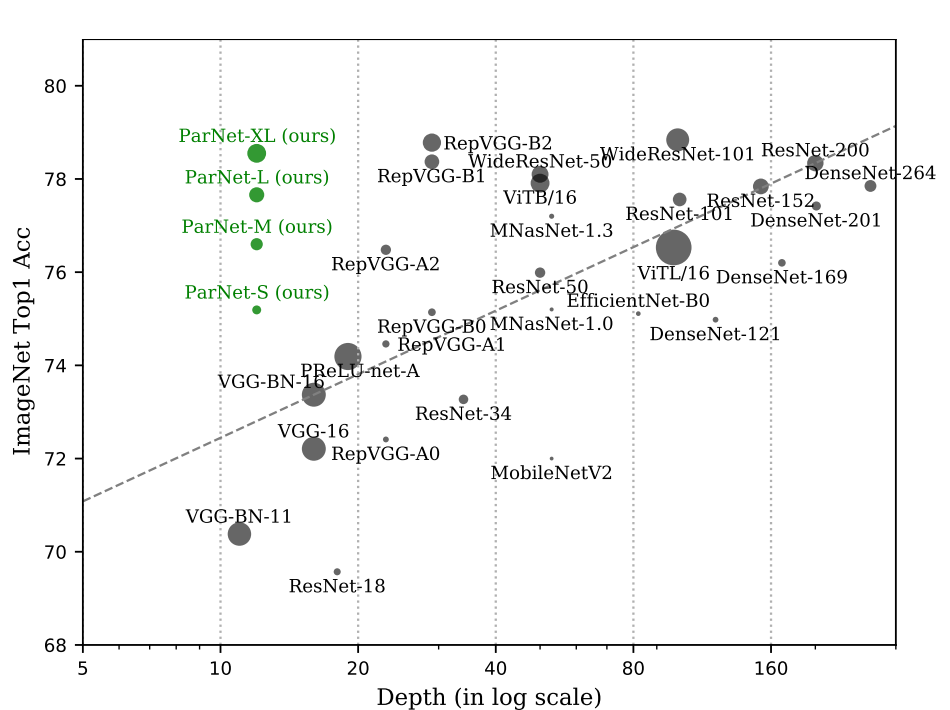 80
ParNet-XL (ours)
RepVGG-B2
WideResNet-101
ResNet-200
WideResNet-50
DenseNet-264
78
ParNet-L (ours)
RepVGG-B1
ViTB/16
ResNet-152
ResNet-101
DenseNet-201
ParNet-M (ours)
MNasNet-1.3
RepVGG-A2
76
ViTL/16
DenseNet-169
ParNet-S (ours)
ResNet-50
EfficientNet-B0
RepVGG-B0
MNasNet-1.0
DenseNet-121
RepVGG-A1
74
PReLU-net-A
VGG-BN-16
ResNet-34
VGG-16
RepVGG-A0
72
MobileNetV2
VGG-BN-11
70
ResNet-18
68
ImageNet Top1 Acc
5
10
20
40
80
160
Depth (in log scale)